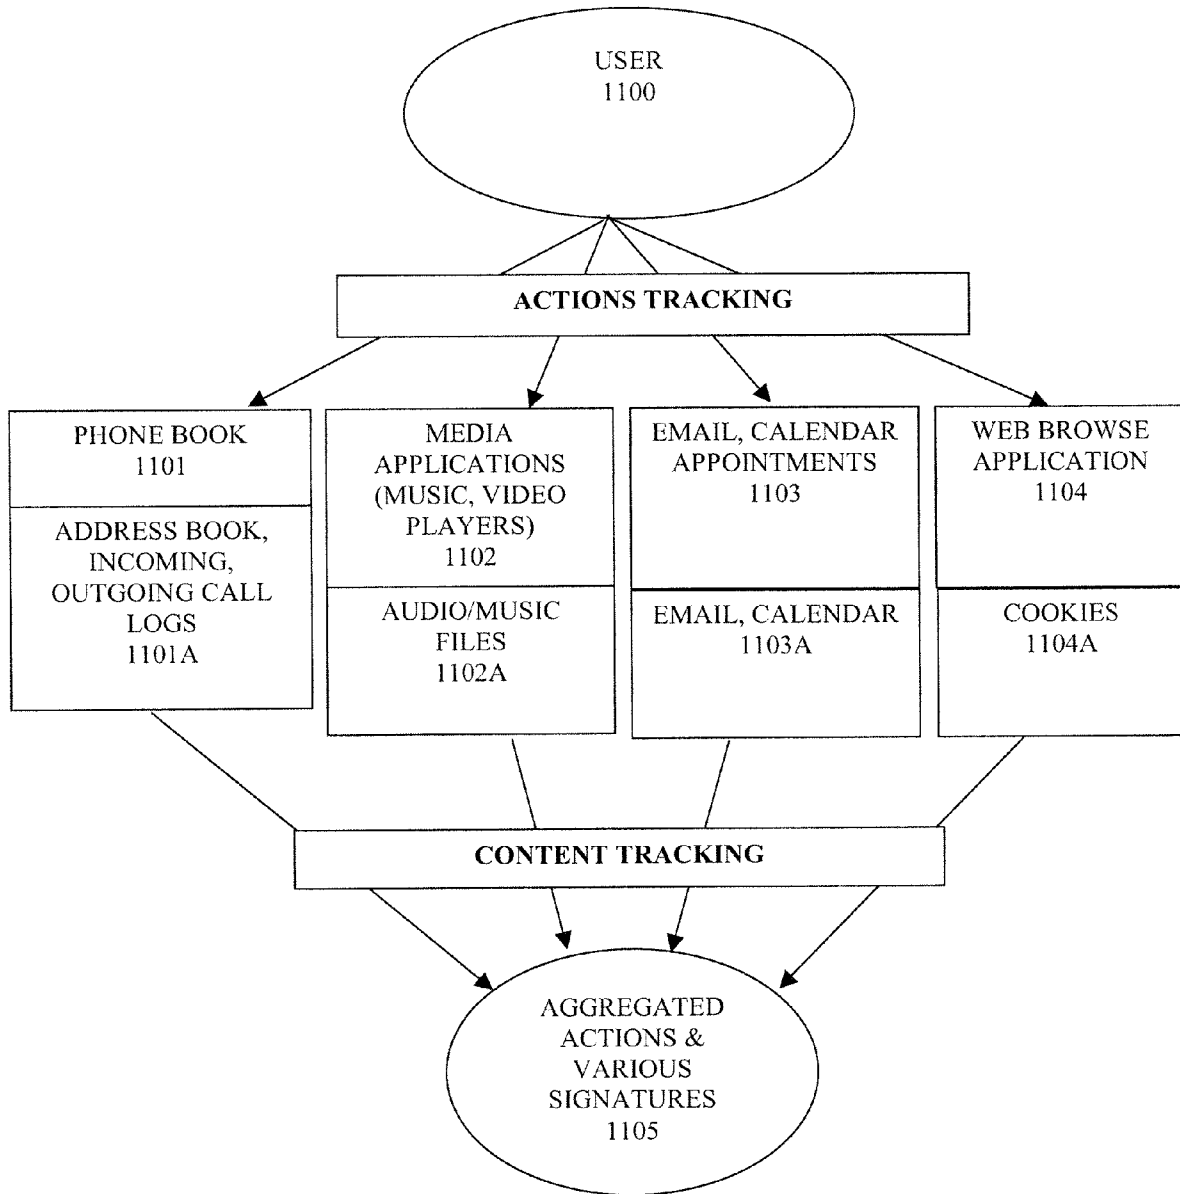 USER
1100
ACTIONS TRACKING
PHONE BOOK
1101
ADDRESS BOOK,
INCOMING,
OUTGOING CALL
LOGS
1101A
MEDIA
APPLICATIONS
(MUSIC, VIDEO
PLAYERS)
1102
AUDIO/MUSIC
FILES
1102A
EMAIL, CALENDAR
APPOINTMENTS
1103
EMAIL, CALENDAR
1103A
WEB BROWSE
APPLICATION
1104
COOKIES
1104A
CONTENT TRACKING
AGGREGATED
ACTIONS &
VARIOUS
SIGNATURES
1105